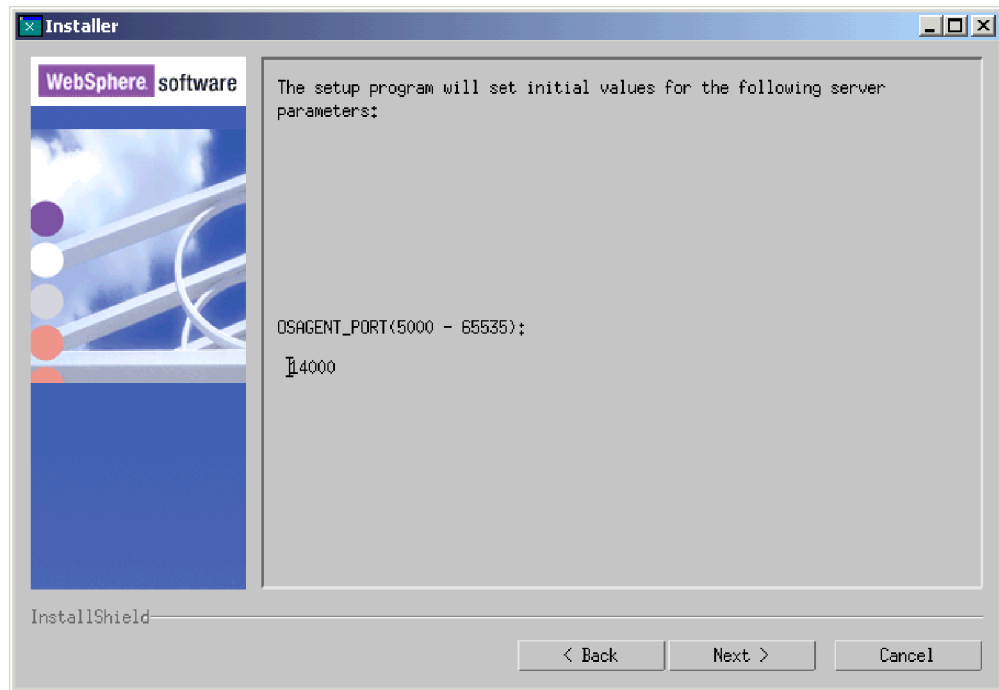 Installer
WebSphere software
The setup program will set initial values for the following server
parameters:
OSAGENT_PORT(5000 - 65535):
14000
InstallShield
< Back
Next >
Cancel